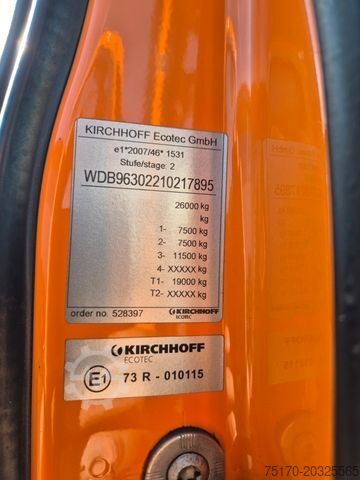 KIRCHHOFF Ecotec GmbH
e1*2007/46* 1531
Stufe/stage: 2
WDB96302210217895
26000 kg
kg
1- 7500 kg
2- 7500 kg
3- 11500 kg
4- XXXXX kg
T1- 19000 kg
T2- XXXXX kg
order no. 528397 KIRCHHOFF
ECOTEC
KIRCHHOFF
ECOTEC
E1 73 R - 010115
75170-20325565